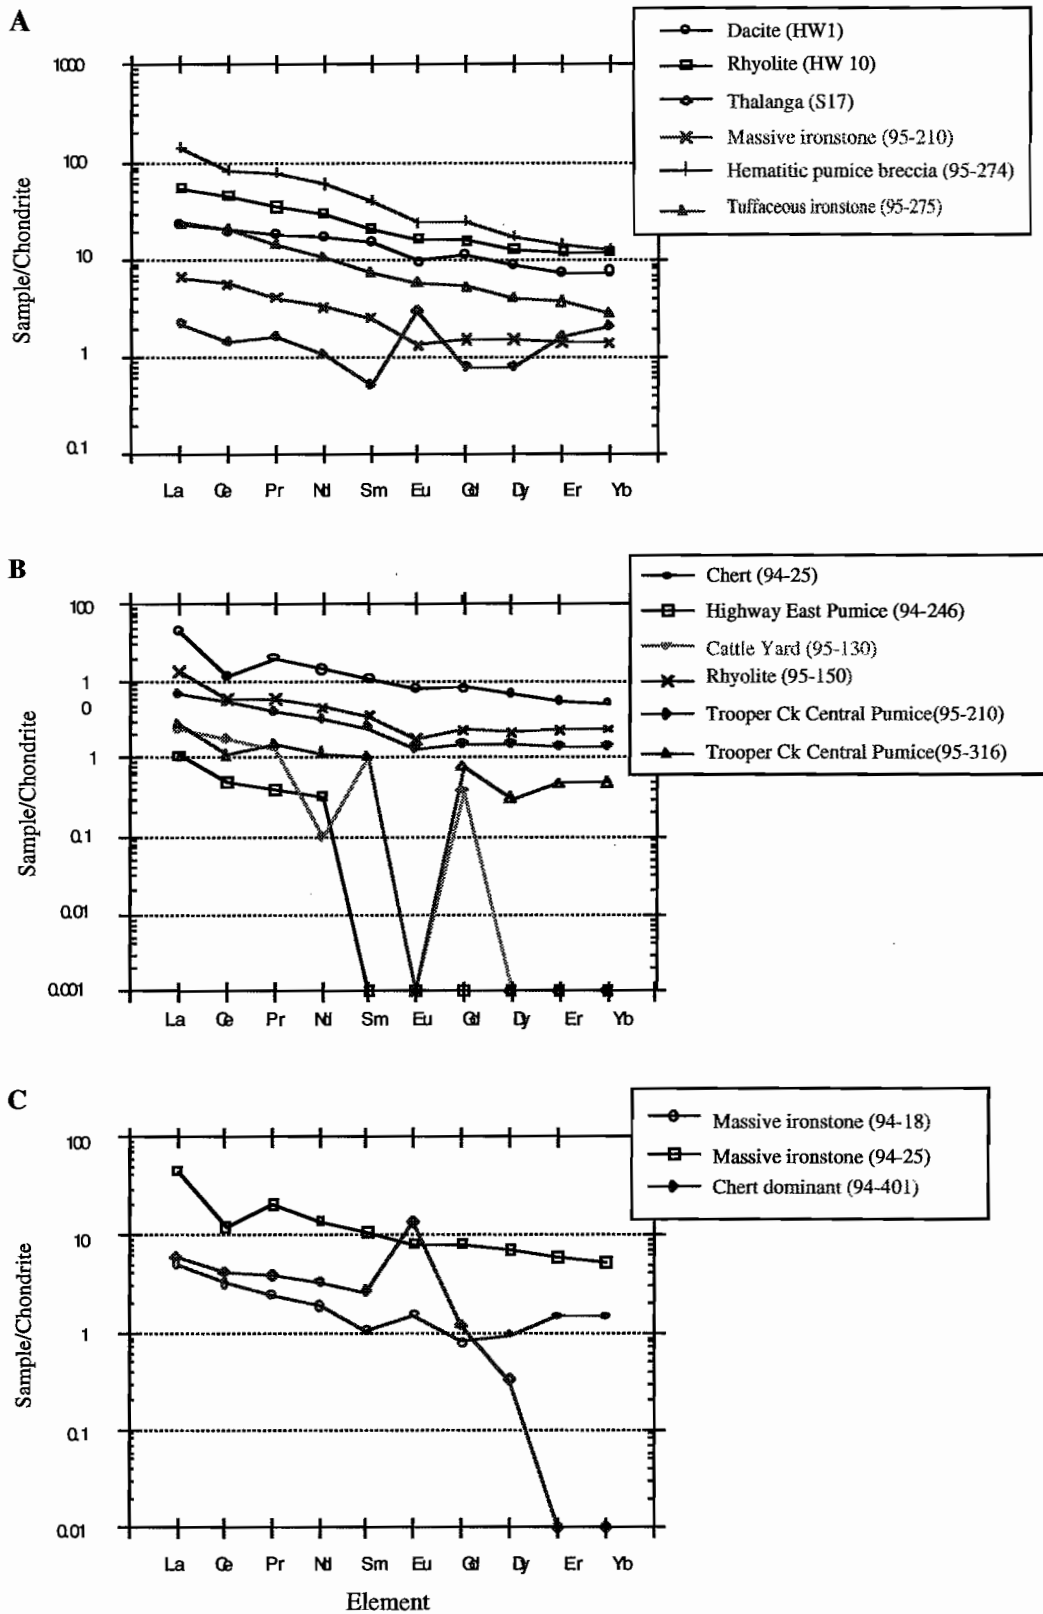 A
Dacite (HW1)
Rhyolite (HW 10)
Thalanga (S17)
Massive ironstone (95-210)
Hematitic pumice breccia (95-274)
Tuffaceous ironstone (95-275)
1000
100
10
1
0.1
Sample/Chondrite
La Ce Pr Nd Sm Eu Gd Dy Er Yb
B
Chert (94-25)
Highway East Pumice (94-246)
Cattle Yard (95-130)
Rhyolite (95-150)
Trooper Ck Central Pumice(95-210)
Trooper Ck Central Pumice(95-316)
100
1
0
1
0.1
0.01
0.001
Sample/Chondrite
La Ce Pr Nd Sm Eu Gd Dy Er Yb
C
Massive ironstone (94-18)
Massive ironstone (94-25)
Chert dominant (94-401)
100
10
1
0.1
0.01
Sample/Chondrite
La Ce Pr Nd Sm Eu Gd Dy Er Yb
Element